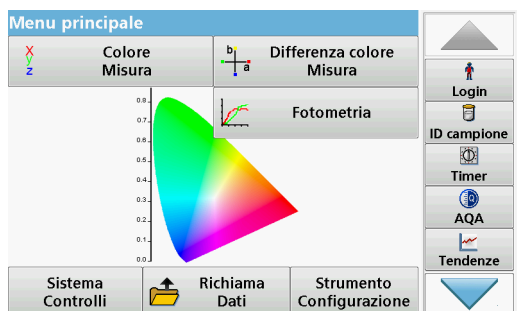 Menu principale
X
y
z
Colore
Misura
b
a
Differenza colore
Misura
Fotometria
0.8
0.7
0.6
0.5
0.4
0.3
0.2
0.1
0.0
Sistema
Controlli
Richiama
Dati
Strumento
Configurazione
Login
ID campione
Timer
AQA
Tendenze